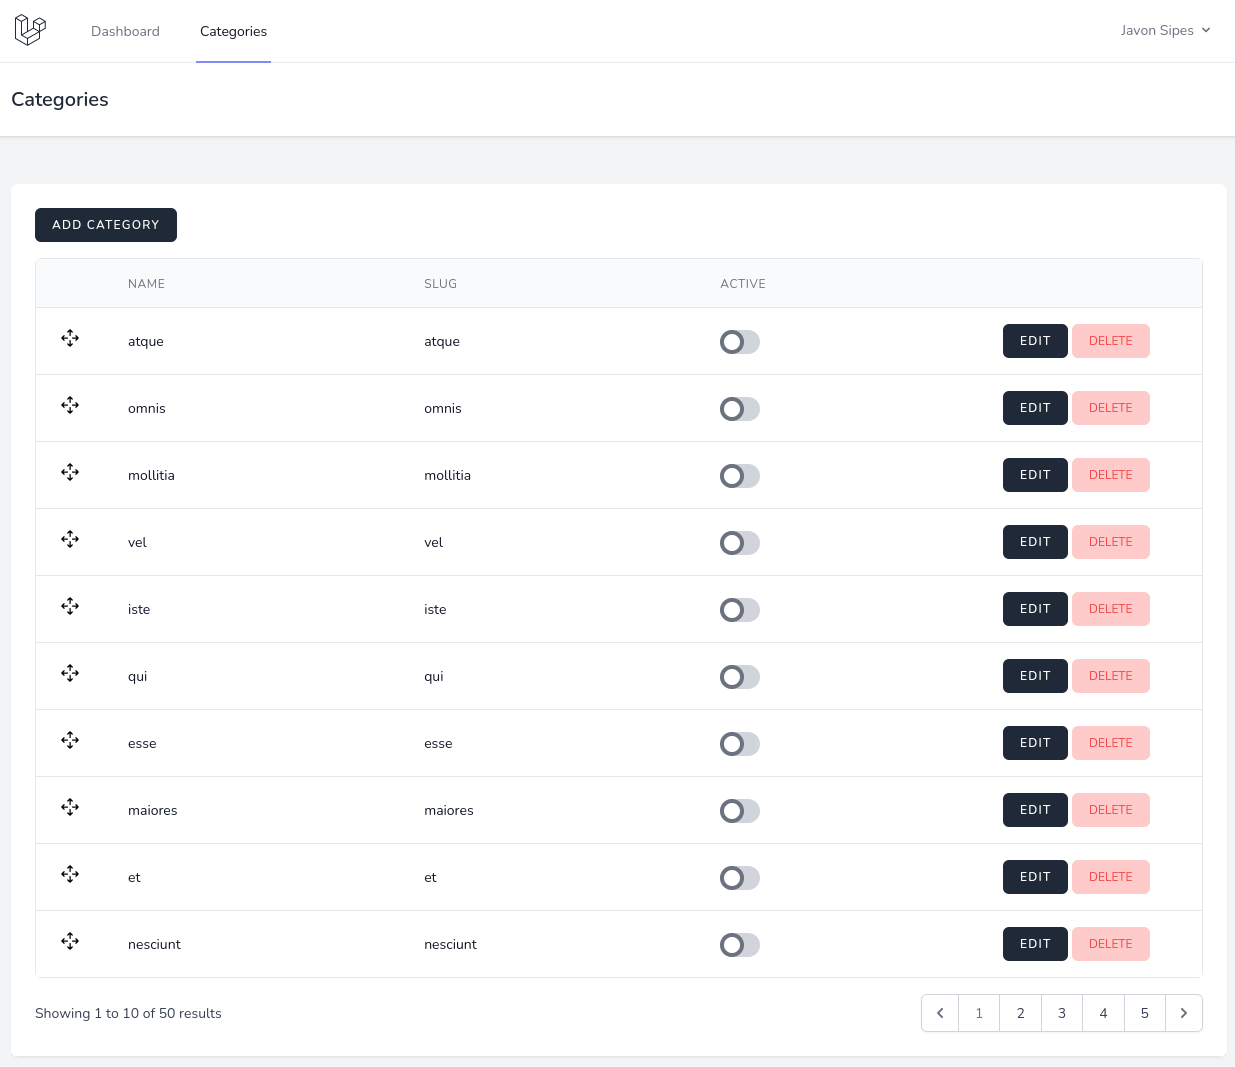 Dashboard Categories Javon Sipes
Categories
ADD CATEGORY
NAME SLUG ACTIVE
atque atque EDIT DELETE
omnis omnis EDIT DELETE
mollitia mollitia EDIT DELETE
vel vel EDIT DELETE
iste iste EDIT DELETE
qui qui EDIT DELETE
esse esse EDIT DELETE
maiores maiores EDIT DELETE
et et EDIT DELETE
nesciunt nesciunt EDIT DELETE
Showing 1 to 10 of 50 results 1 2 3 4 5